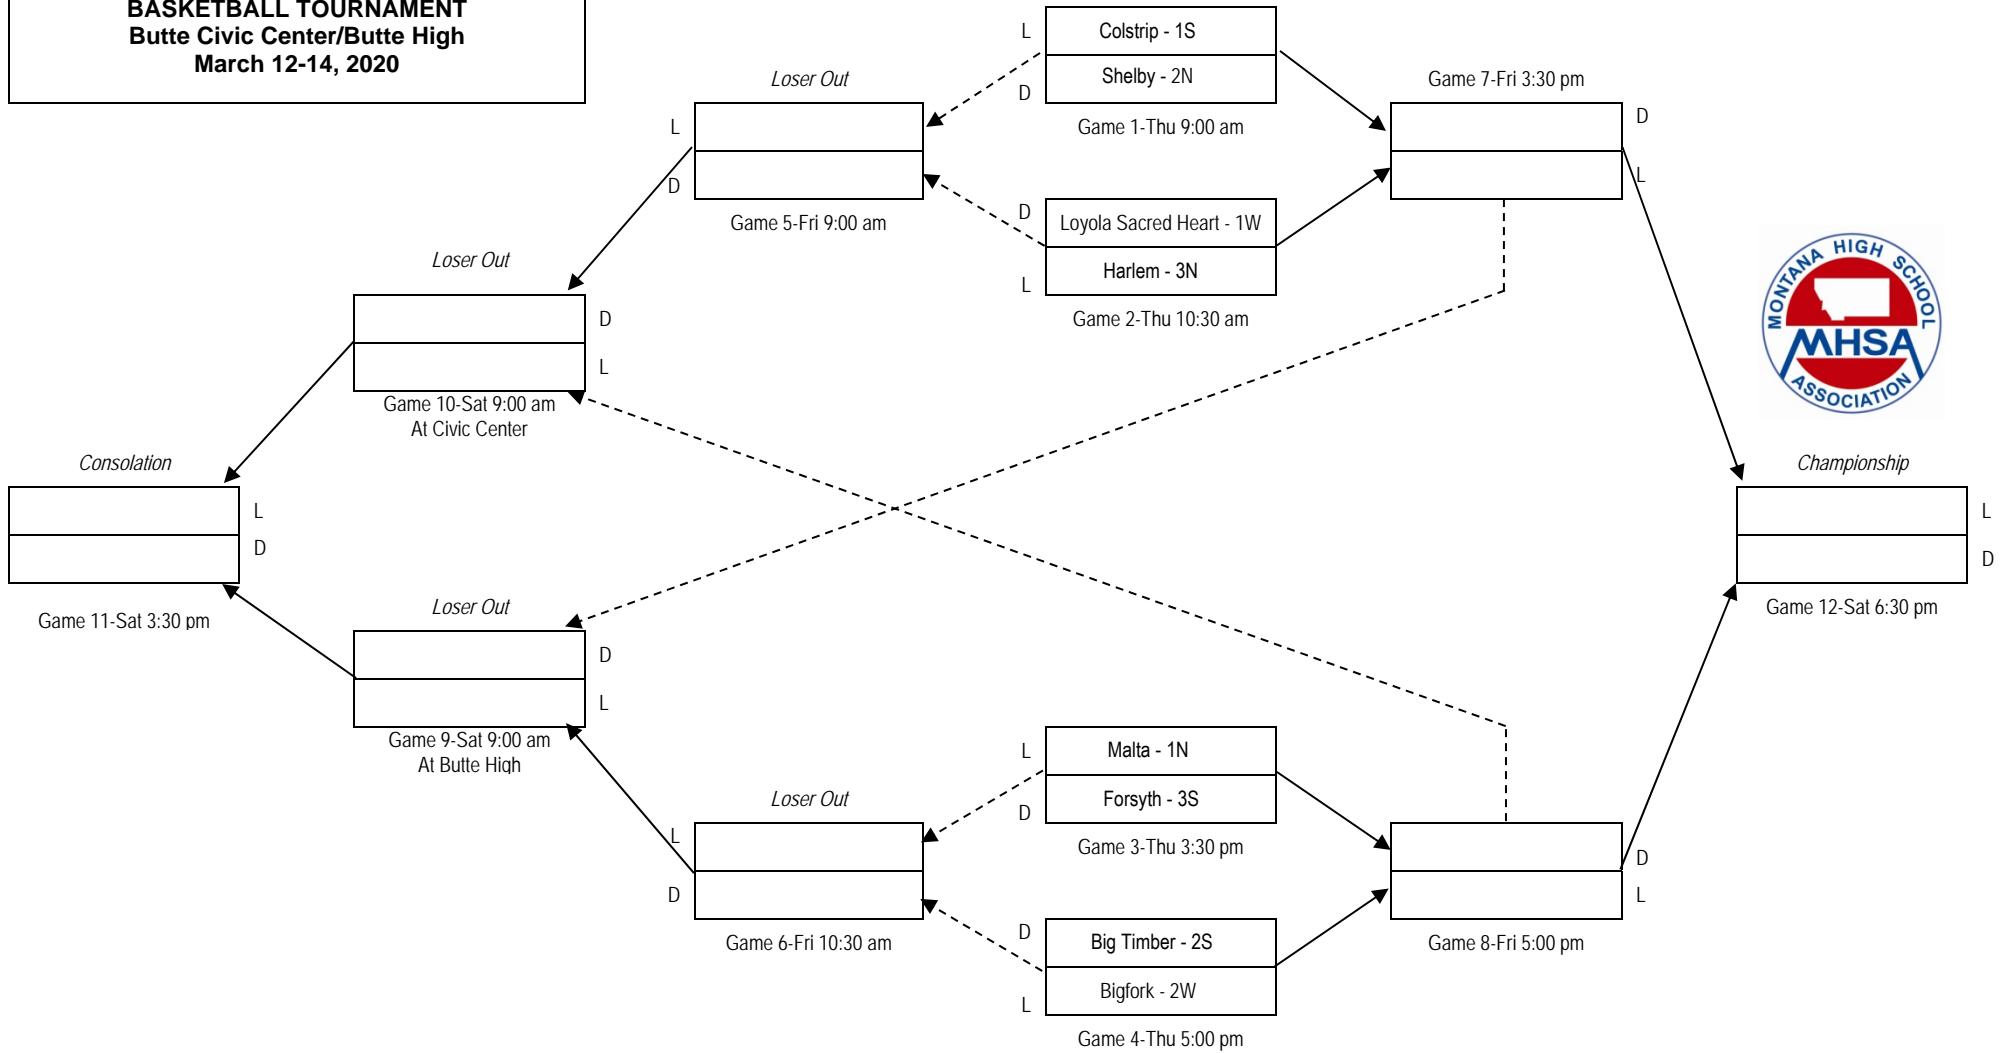 BASKETBALL TOURNAMENT
Butte Civic Center/Butte High
March 12-14, 2020
L
Colstrip - 1S
D
Shelby - 2N
Game 1-Thu 9:00 am
Loser Out
L
D
Game 5-Fri 9:00 am
Game 7-Fri 3:30 pm
D
L
D
Loyola Sacred Heart - 1W
L
Harlem - 3N
Game 2-Thu 10:30 am
Loser Out
D
L
Game 10-Sat 9:00 am
At Civic Center
MONTANA HIGH SCHOOL
MHSA
ASSOCIATION
Consolation
L
D
Game 11-Sat 3:30 pm
Championship
L
D
Game 12-Sat 6:30 pm
Loser Out
D
L
Game 9-Sat 9:00 am
At Butte High
L
Malta - 1N
D
Forsyth - 3S
Game 3-Thu 3:30 pm
Loser Out
L
D
Game 6-Fri 10:30 am
D
L
Game 8-Fri 5:00 pm
D
Big Timber - 2S
L
Bigfork - 2W
Game 4-Thu 5:00 pm